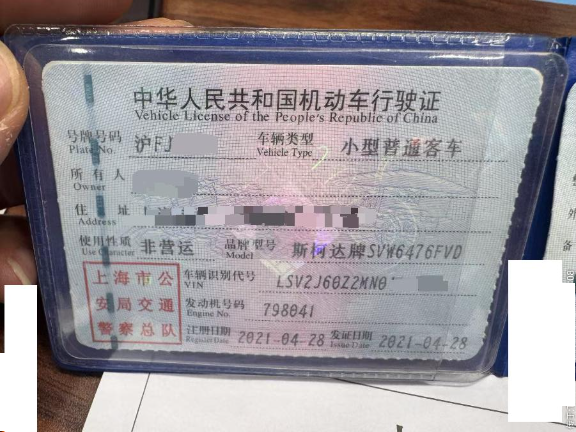 中华人民共和国机动车行驶证
Vehicle License of the People's Republic of China
号牌号码 沪FJ 车辆类型 小型普通客车
Plate No. Vehicle Type
所有人
Owner
住址
Address
使用性质 非营运 品牌型号 斯柯达牌SVW6476FVD
Use Character Model
上海市公安局交通警察总队
车辆识别代号 LSV2J60Z2MN0
VIN
发动机号码 798041
Engine No.
注册日期 2021-04-28 发证日期 2021-04-28
Register Date Issue Date